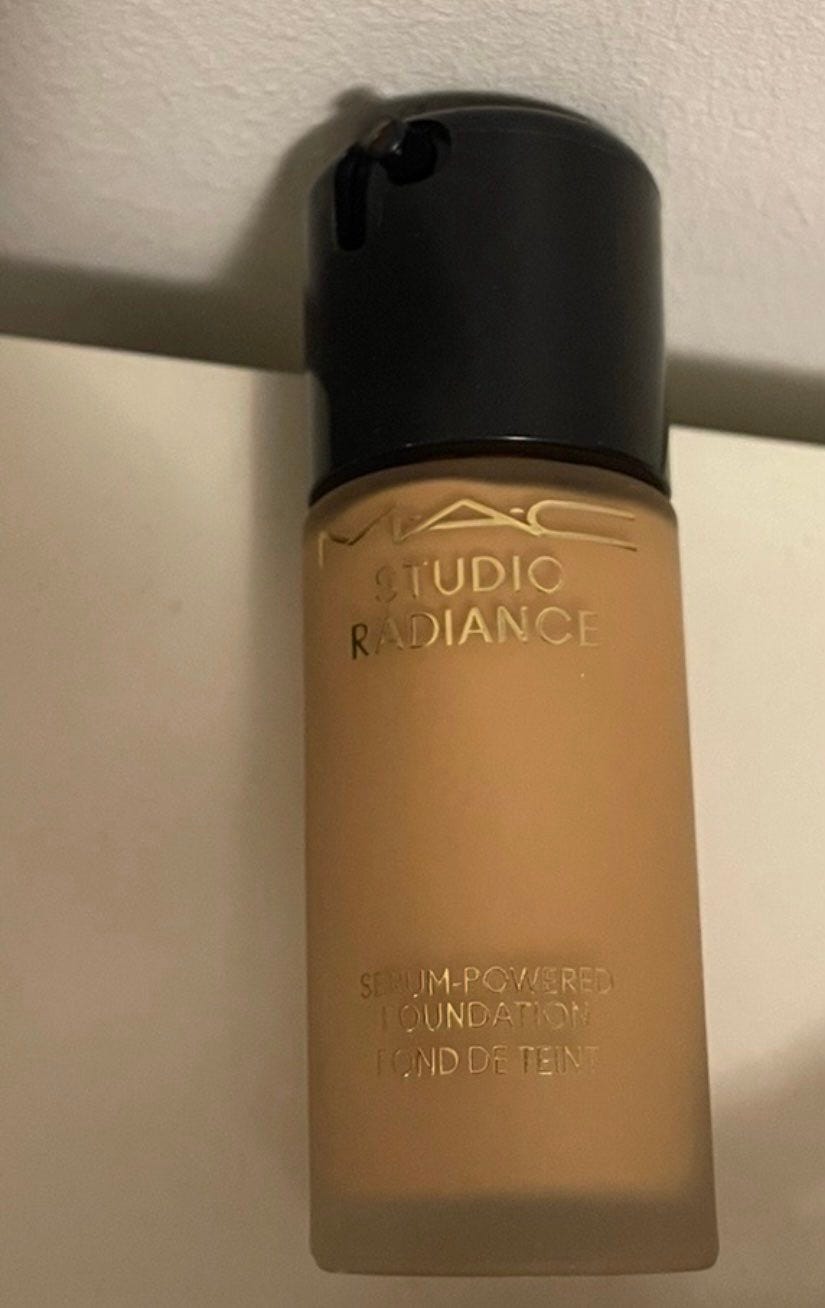 M·A·C
STUDIO
RADIANCE
SERUM-POWERED
FOUNDATION
FOND DE TEINT